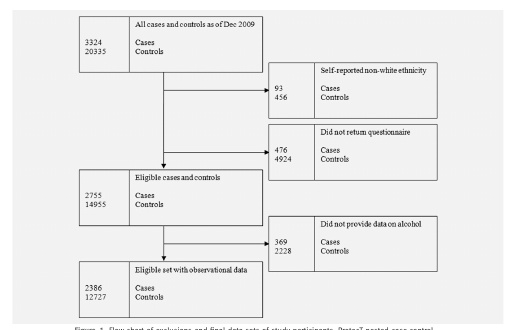 All cases and controls as of Dec 2009
3324 Cases
20335 Controls
Self-reported non-white ethnicity
93 Cases
456 Controls
Did not return questionnaire
476 Cases
4924 Controls
Eligible cases and controls
2755 Cases
14955 Controls
Did not provide data on alcohol
369 Cases
2228 Controls
Eligible set with observational data
2386 Cases
12727 Controls
Figure 1. Flow chart of exclusions and final data sets of study participants, ProtecT nested case-control